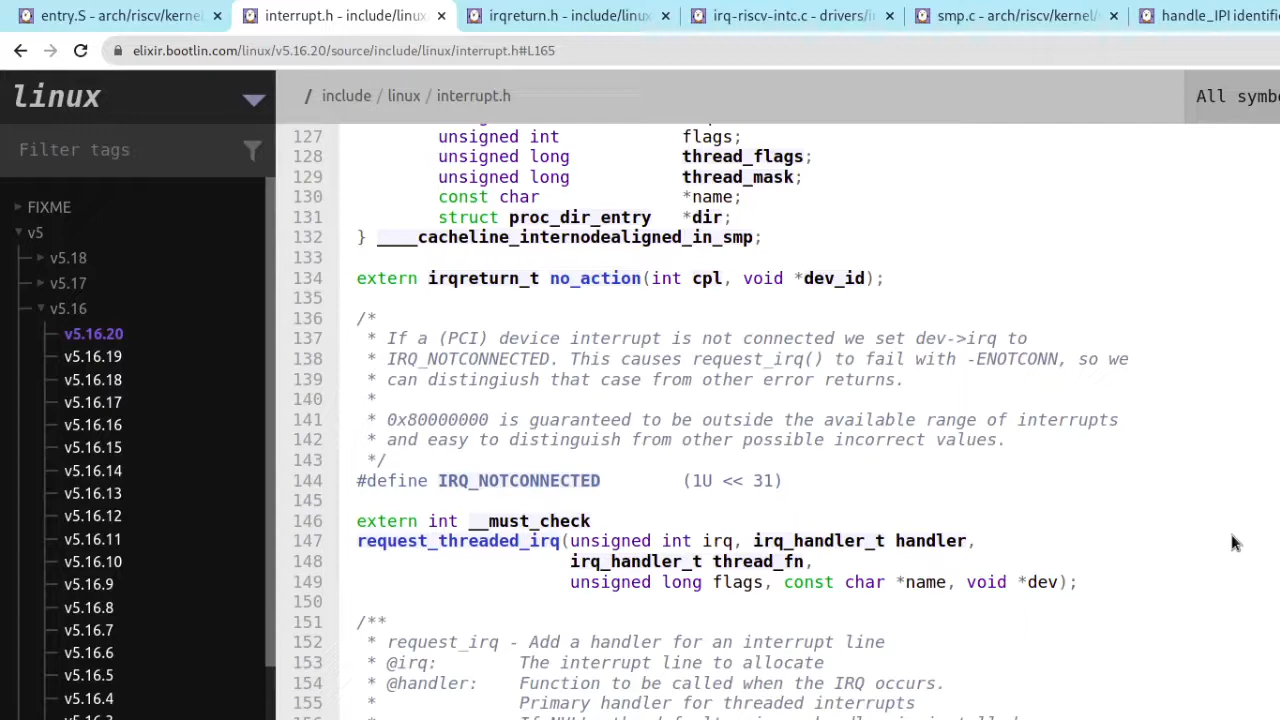 entry.S - arch/riscv/kernel
interrupt.h - include/linux
irqreturn.h - include/linux
irq-riscv-intc.c - drivers/i
smp.c - arch/riscv/kernel/
handle_IPI identifi
elixir.bootlin.com/linux/v5.16.20/source/include/linux/interrupt.h#L165
linux
/ include / linux / interrupt.h
All symb
Filter tags
FIXME
v5
v5.18
v5.17
v5.16
v5.16.20
v5.16.19
v5.16.18
v5.16.17
v5.16.16
v5.16.15
v5.16.14
v5.16.13
v5.16.12
v5.16.11
v5.16.10
v5.16.9
v5.16.8
v5.16.7
v5.16.6
v5.16.5
v5.16.4
127 unsigned int flags;
128 unsigned long thread_flags;
129 unsigned long thread_mask;
130 const char *name;
131 struct proc_dir_entry *dir;
132 } ____cacheline_internodealigned_in_smp;
133
134 extern irqreturn_t no_action(int cpl, void *dev_id);
135
136 /*
137 * If a (PCI) device interrupt is not connected we set dev->irq to
138 * IRQ_NOTCONNECTED. This causes request_irq() to fail with -ENOTCONN, so we
139 * can distingiush that case from other error returns.
140 *
141 * 0x80000000 is guaranteed to be outside the available range of interrupts
142 * and easy to distinguish from other possible incorrect values.
143 */
144 #define IRQ_NOTCONNECTED (1U << 31)
145
146 extern int __must_check
147 request_threaded_irq(unsigned int irq, irq_handler_t handler,
148 irq_handler_t thread_fn,
149 unsigned long flags, const char *name, void *dev);
150
151 /**
152 * request_irq - Add a handler for an interrupt line
153 * @irq: The interrupt line to allocate
154 * @handler: Function to be called when the IRQ occurs.
155 * Primary handler for threaded interrupts